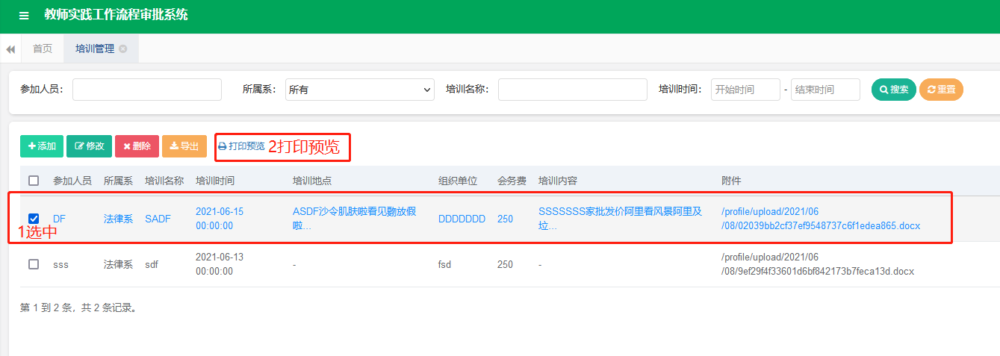 教师实践工作流程审批系统
首页 培训管理
参加人员： 所属系： 所有 培训名称： 培训时间： 开始时间 - 结束时间 搜索 重置
添加 修改 删除 导出 打印预览 2打印预览
参加人员 所属系 培训名称 培训时间 培训地点 组织单位 会务费 培训内容 附件
DF 法律系 SADF 2021-06-15 00:00:00 ASDF沙令肌肤啦看见翻放假啦... DDDDDDD 250 SSSSSSS家批发价阿里看风景阿里及垃... /profile/upload/2021/06/08/02039bb2cf37ef9548737c6f1edea865.docx
1选中
sss 法律系 sdf 2021-06-13 00:00:00 - fsd 250 - /profile/upload/2021/06/08/9ef29f4f33601d6bf842173b7feca13d.docx
第 1 到 2 条，共 2 条记录。